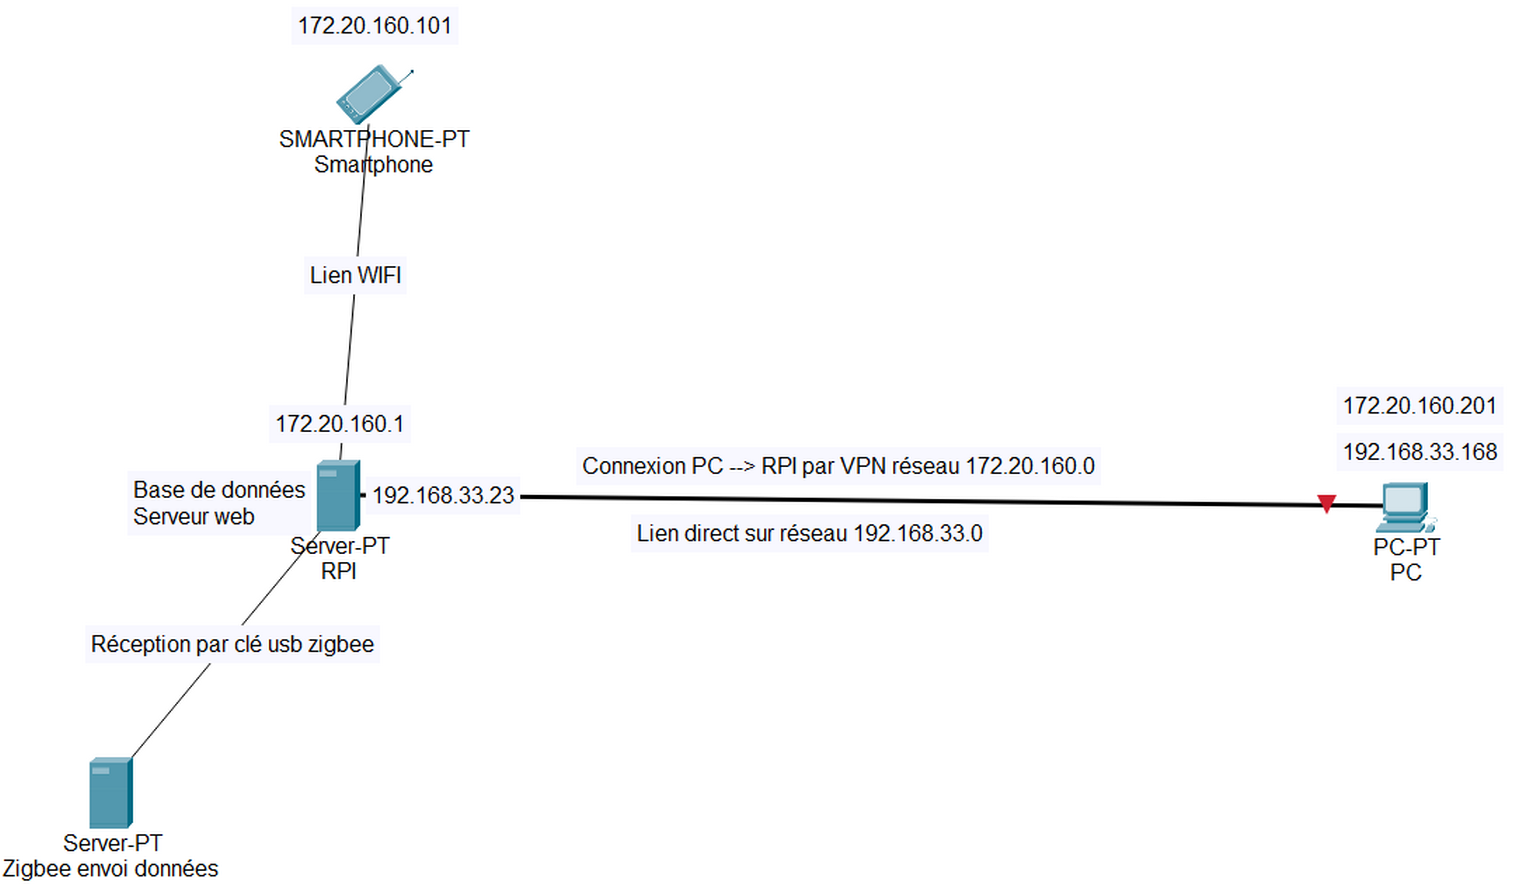 172.20.160.101
SMARTPHONE-PT
Smartphone
Lien WIFI
172.20.160.1
Base de données
Serveur web
192.168.33.23
Server-PT
RPI
Connexion PC --> RPI par VPN réseau 172.20.160.0
Lien direct sur réseau 192.168.33.0
172.20.160.201
192.168.33.168
PC-PT
PC
Réception par clé usb zigbee
Server-PT
Zigbee envoi données